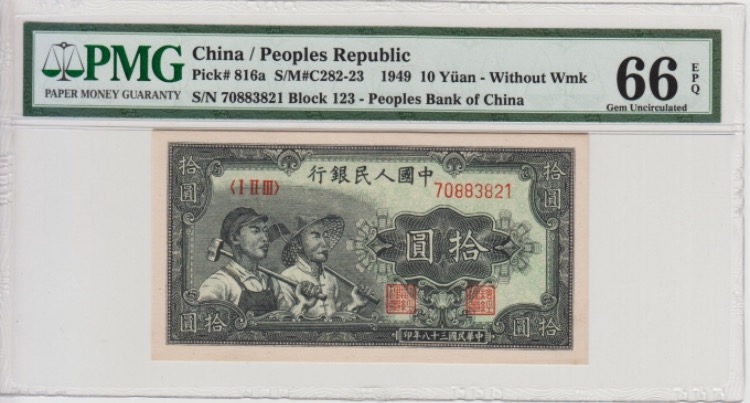 PMG
PAPER MONEY GUARANTY
China / Peoples Republic
Pick# 816a S/M#C282-23 1949 10 Yüan - Without Wmk
S/N 70883821 Block 123 - Peoples Bank of China
66
EPQ
Gem Uncirculated
中國人民銀行
〈I II III〉
70883821
拾圓
拾圓
拾圓
拾圓
拾圓
中華民國三十八年印